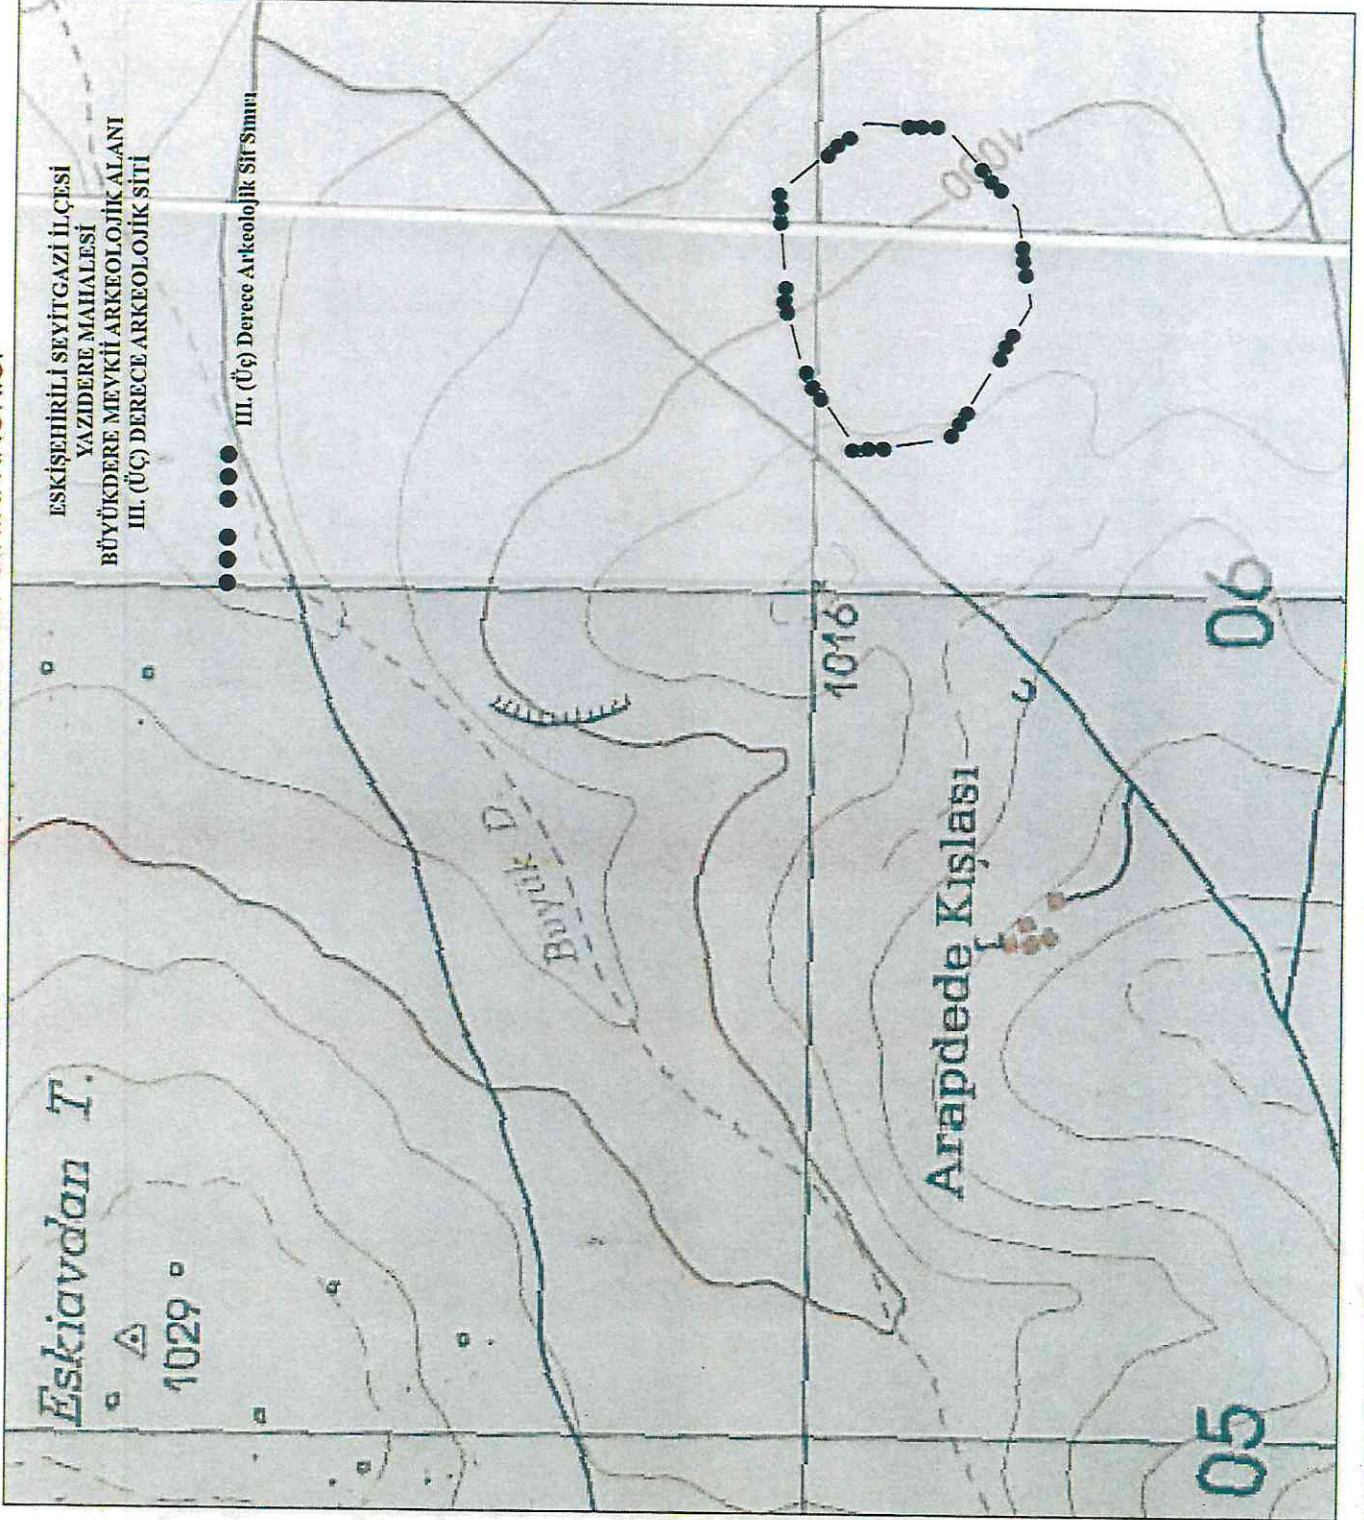 ESKİŞEHİRİLİ SEYİTGAZİ İLÇESİ
YAZIDERE MAHALESİ
BÜYÜKDERE MEVKİİ ARKEOLOJİK ALANI
III. (ÜÇ) DERECE ARKEOLOJİK SİTİ
III. (Üç) Derece Arkeolojik Sit Sınırı
Eskiavdan T.
1029
Büyük D.
1016
1000
Arapdede Kışlası
05
06